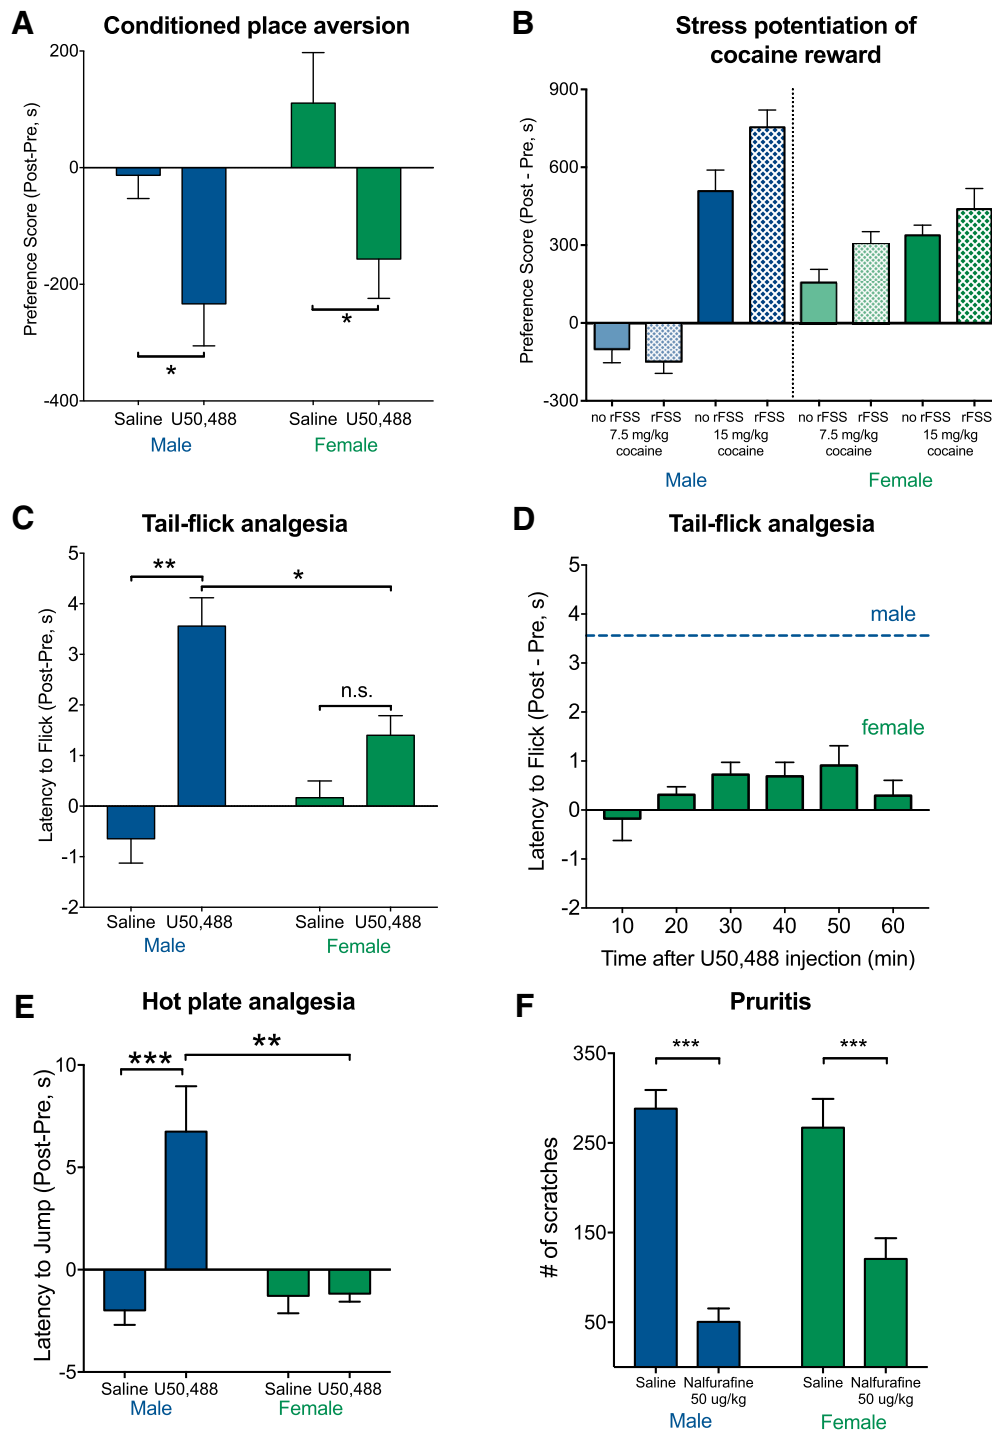 A
Conditioned place aversion
Preference Score (Post-Pre, s)
200
0
-200
-400
*
*
Saline U50,488
Saline U50,488
Male
Female
B
Stress potentiation of
cocaine reward
Preference Score (Post - Pre, s)
900
600
300
0
-300
no rFSS rFSS no rFSS rFSS no rFSS rFSS no rFSS rFSS
7.5 mg/kg 15 mg/kg 7.5 mg/kg 15 mg/kg
cocaine cocaine cocaine cocaine
Male
Female
C
Tail-flick analgesia
Latency to Flick (Post-Pre, s)
5
4
3
2
1
0
-1
-2
**
*
n.s.
Saline U50,488
Saline U50,488
Male
Female
D
Tail-flick analgesia
Latency to Flick (Post - Pre, s)
5
4
3
2
1
0
-1
-2
male
female
10 20 30 40 50 60
Time after U50,488 injection (min)
E
Hot plate analgesia
Latency to Jump (Post-Pre, s)
10
5
0
-5
***
**
Saline U50,488
Saline U50,488
Male
Female
F
Pruritis
# of scratches
350
250
150
50
***
***
Saline Nalfurafine
50 ug/kg
Saline Nalfurafine
50 ug/kg
Male
Female